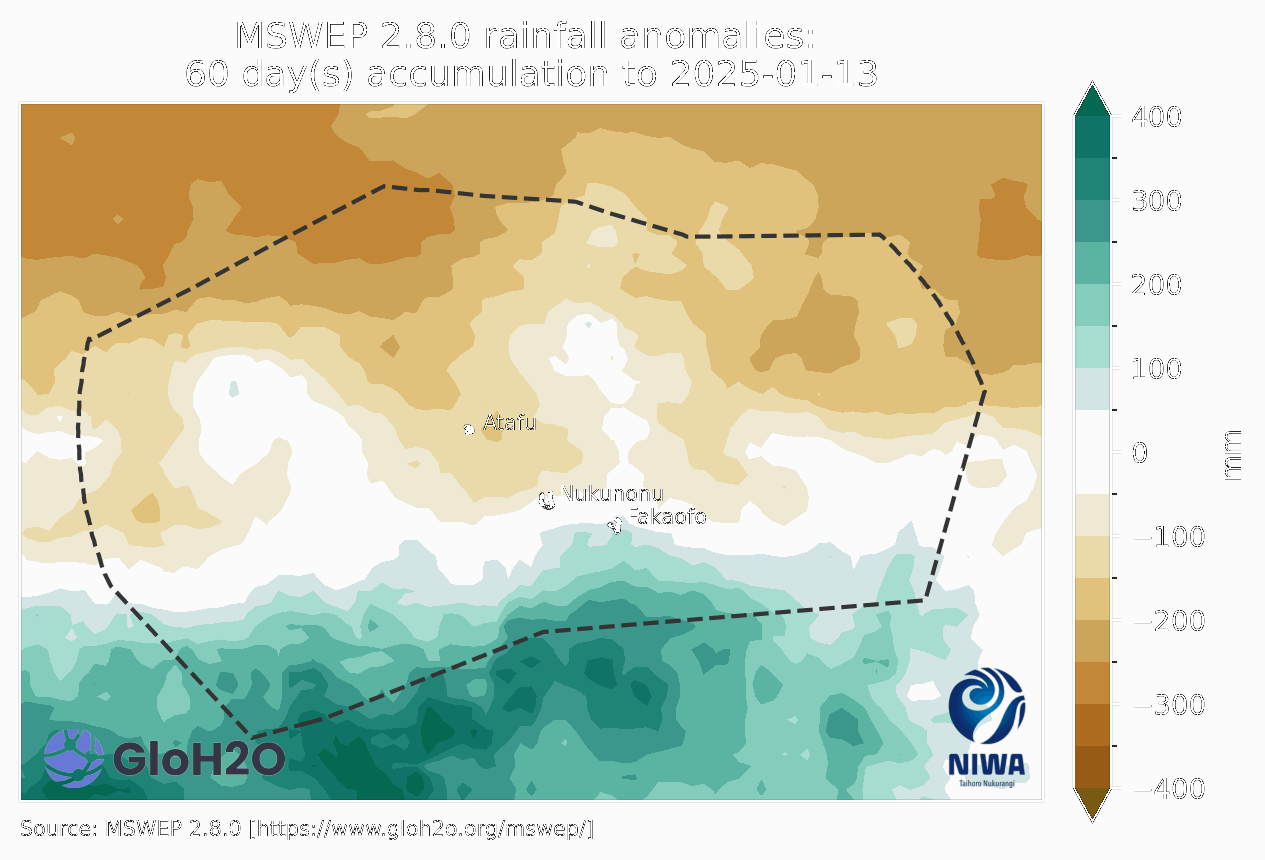 MSWEP 2.8.0 rainfall anomalies:
60 day(s) accumulation to 2025-01-13
400
300
200
100
0
−100
−200
−300
−400
mm
Atafu
Nukunonu
Fakaofo
GloH2O
NIWA
Taihoro Nukurangi
Source: MSWEP 2.8.0 [https://www.gloh2o.org/mswep/]